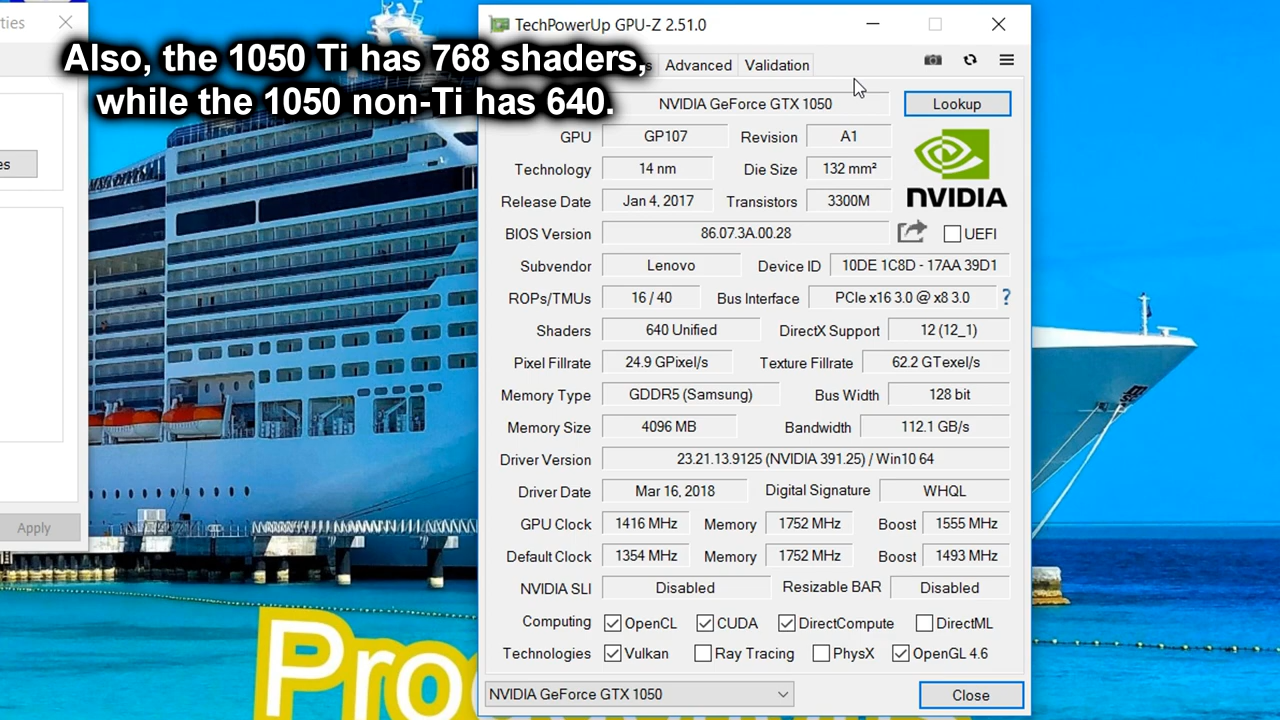 ties
TechPowerUp GPU-Z 2.51.0
Also, the 1050 Ti has 768 shaders,
while the 1050 non-Ti has 640.
s Advanced Validation
NVIDIA GeForce GTX 1050 Lookup
GPU GP107 Revision A1
es
Technology 14 nm Die Size 132 mm²
NVIDIA
Release Date Jan 4, 2017 Transistors 3300M
BIOS Version 86.07.3A.00.28 UEFI
Subvendor Lenovo Device ID 10DE 1C8D - 17AA 39D1
ROPs/TMUs 16 / 40 Bus Interface PCIe x16 3.0 @ x8 3.0 ?
Shaders 640 Unified DirectX Support 12 (12_1)
Pixel Fillrate 24.9 GPixel/s Texture Fillrate 62.2 GTexel/s
Memory Type GDDR5 (Samsung) Bus Width 128 bit
Memory Size 4096 MB Bandwidth 112.1 GB/s
Driver Version 23.21.13.9125 (NVIDIA 391.25) / Win10 64
Driver Date Mar 16, 2018 Digital Signature WHQL
Apply
GPU Clock 1416 MHz Memory 1752 MHz Boost 1555 MHz
Default Clock 1354 MHz Memory 1752 MHz Boost 1493 MHz
NVIDIA SLI Disabled Resizable BAR Disabled
Computing OpenCL CUDA DirectCompute DirectML
Technologies Vulkan Ray Tracing PhysX OpenGL 4.6
NVIDIA GeForce GTX 1050 Close